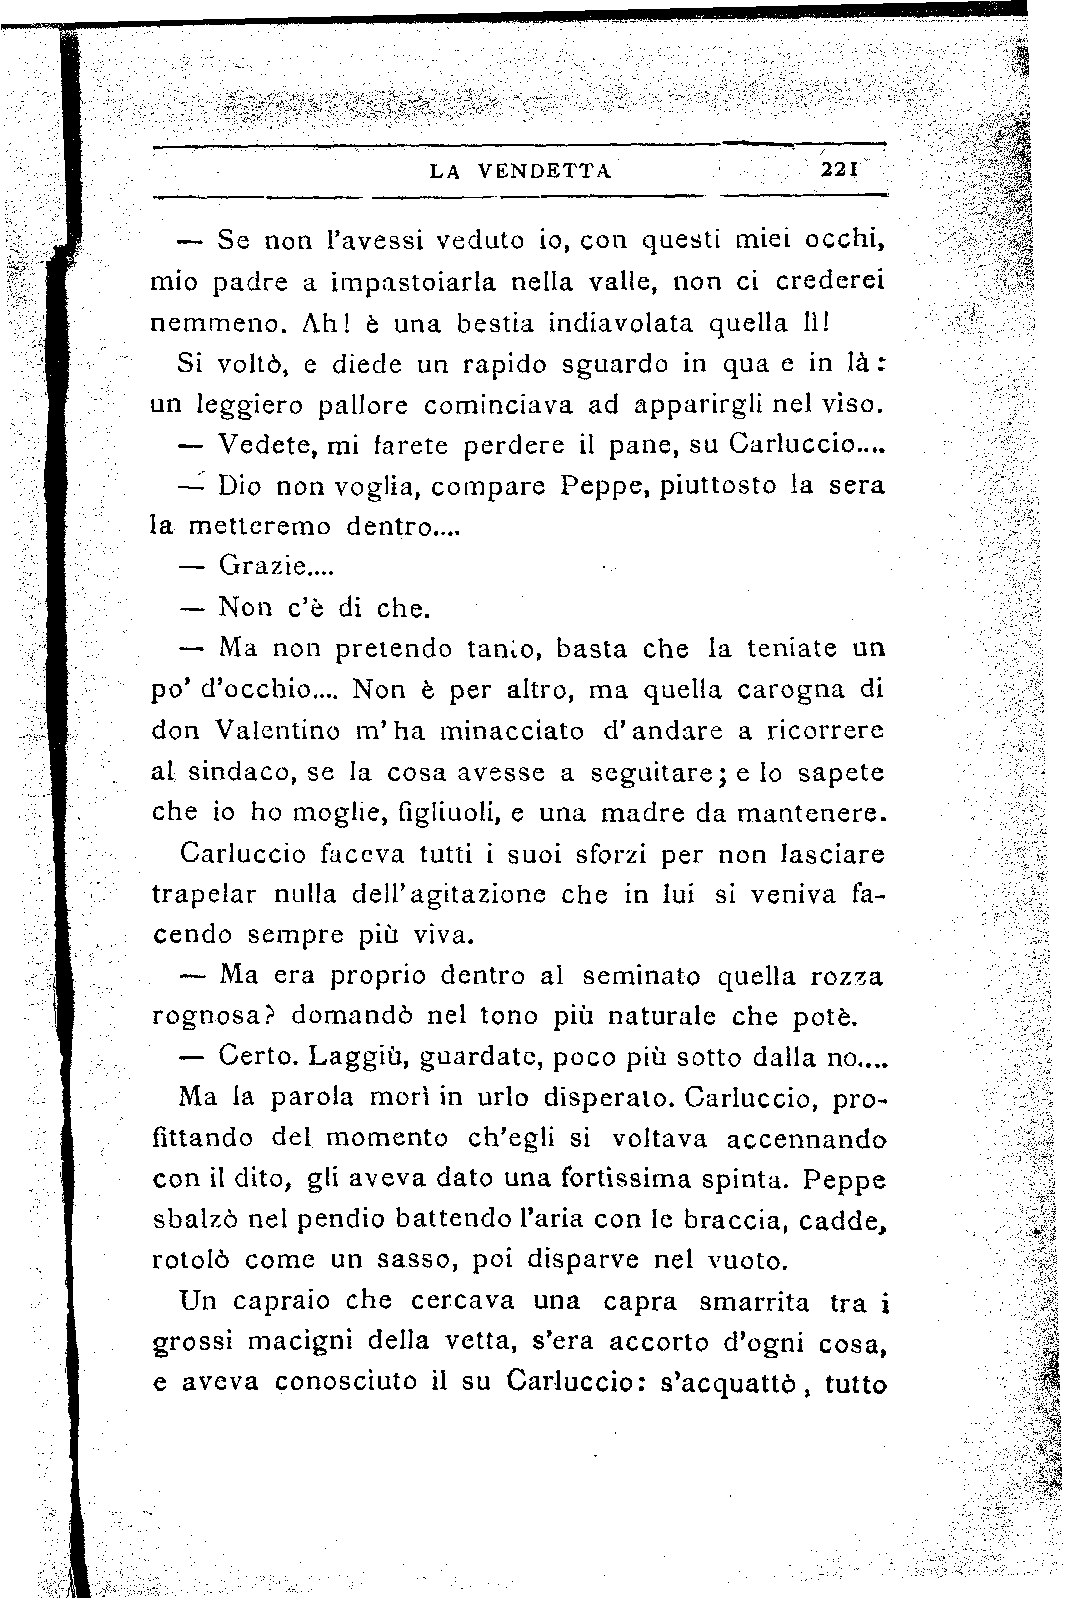 LA VENDETTA 221
— Se non l'avessi veduto io, con questi miei occhi,
mio padre a impastoiarla nella valle, non ci crederei
nemmeno. Ah! è una bestia indiavolata quella lì!
Si voltò, e diede un rapido sguardo in qua e in là:
un leggiero pallore cominciava ad apparirgli nel viso.
— Vedete, mi farete perdere il pane, su Carluccio....
— Dio non voglia, compare Peppe, piuttosto la sera
la metteremo dentro....
— Grazie....
— Non c'è di che.
— Ma non pretendo tanto, basta che la teniate un
po' d'occhio.... Non è per altro, ma quella carogna di
don Valentino m'ha minacciato d'andare a ricorrere
al sindaco, se la cosa avesse a seguitare; e lo sapete
che io ho moglie, figliuoli, e una madre da mantenere.
Carluccio faceva tutti i suoi sforzi per non lasciare
trapelar nulla dell'agitazione che in lui si veniva fa-
cendo sempre più viva.
— Ma era proprio dentro al seminato quella rozza
rognosa? domandò nel tono più naturale che potè.
— Certo. Laggiù, guardate, poco più sotto dalla no....
Ma la parola morì in urlo disperato. Carluccio, pro-
fittando del momento ch'egli si voltava accennando
con il dito, gli aveva dato una fortissima spinta. Peppe
sbalzò nel pendio battendo l'aria con le braccia, cadde,
rotolò come un sasso, poi disparve nel vuoto.
Un capraio che cercava una capra smarrita tra i
grossi macigni della vetta, s'era accorto d'ogni cosa,
e aveva conosciuto il su Carluccio: s'acquattò, tutto